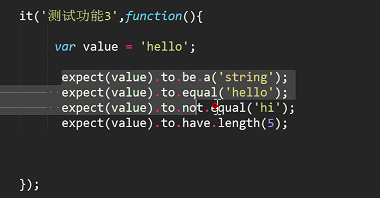 it('测试功能3',function(){
var value = 'hello';
expect(value).to.be.a('string');
expect(value).to.equal('hello');
expect(value).to.not.equal('hi');
expect(value).to.have.length(5);
});